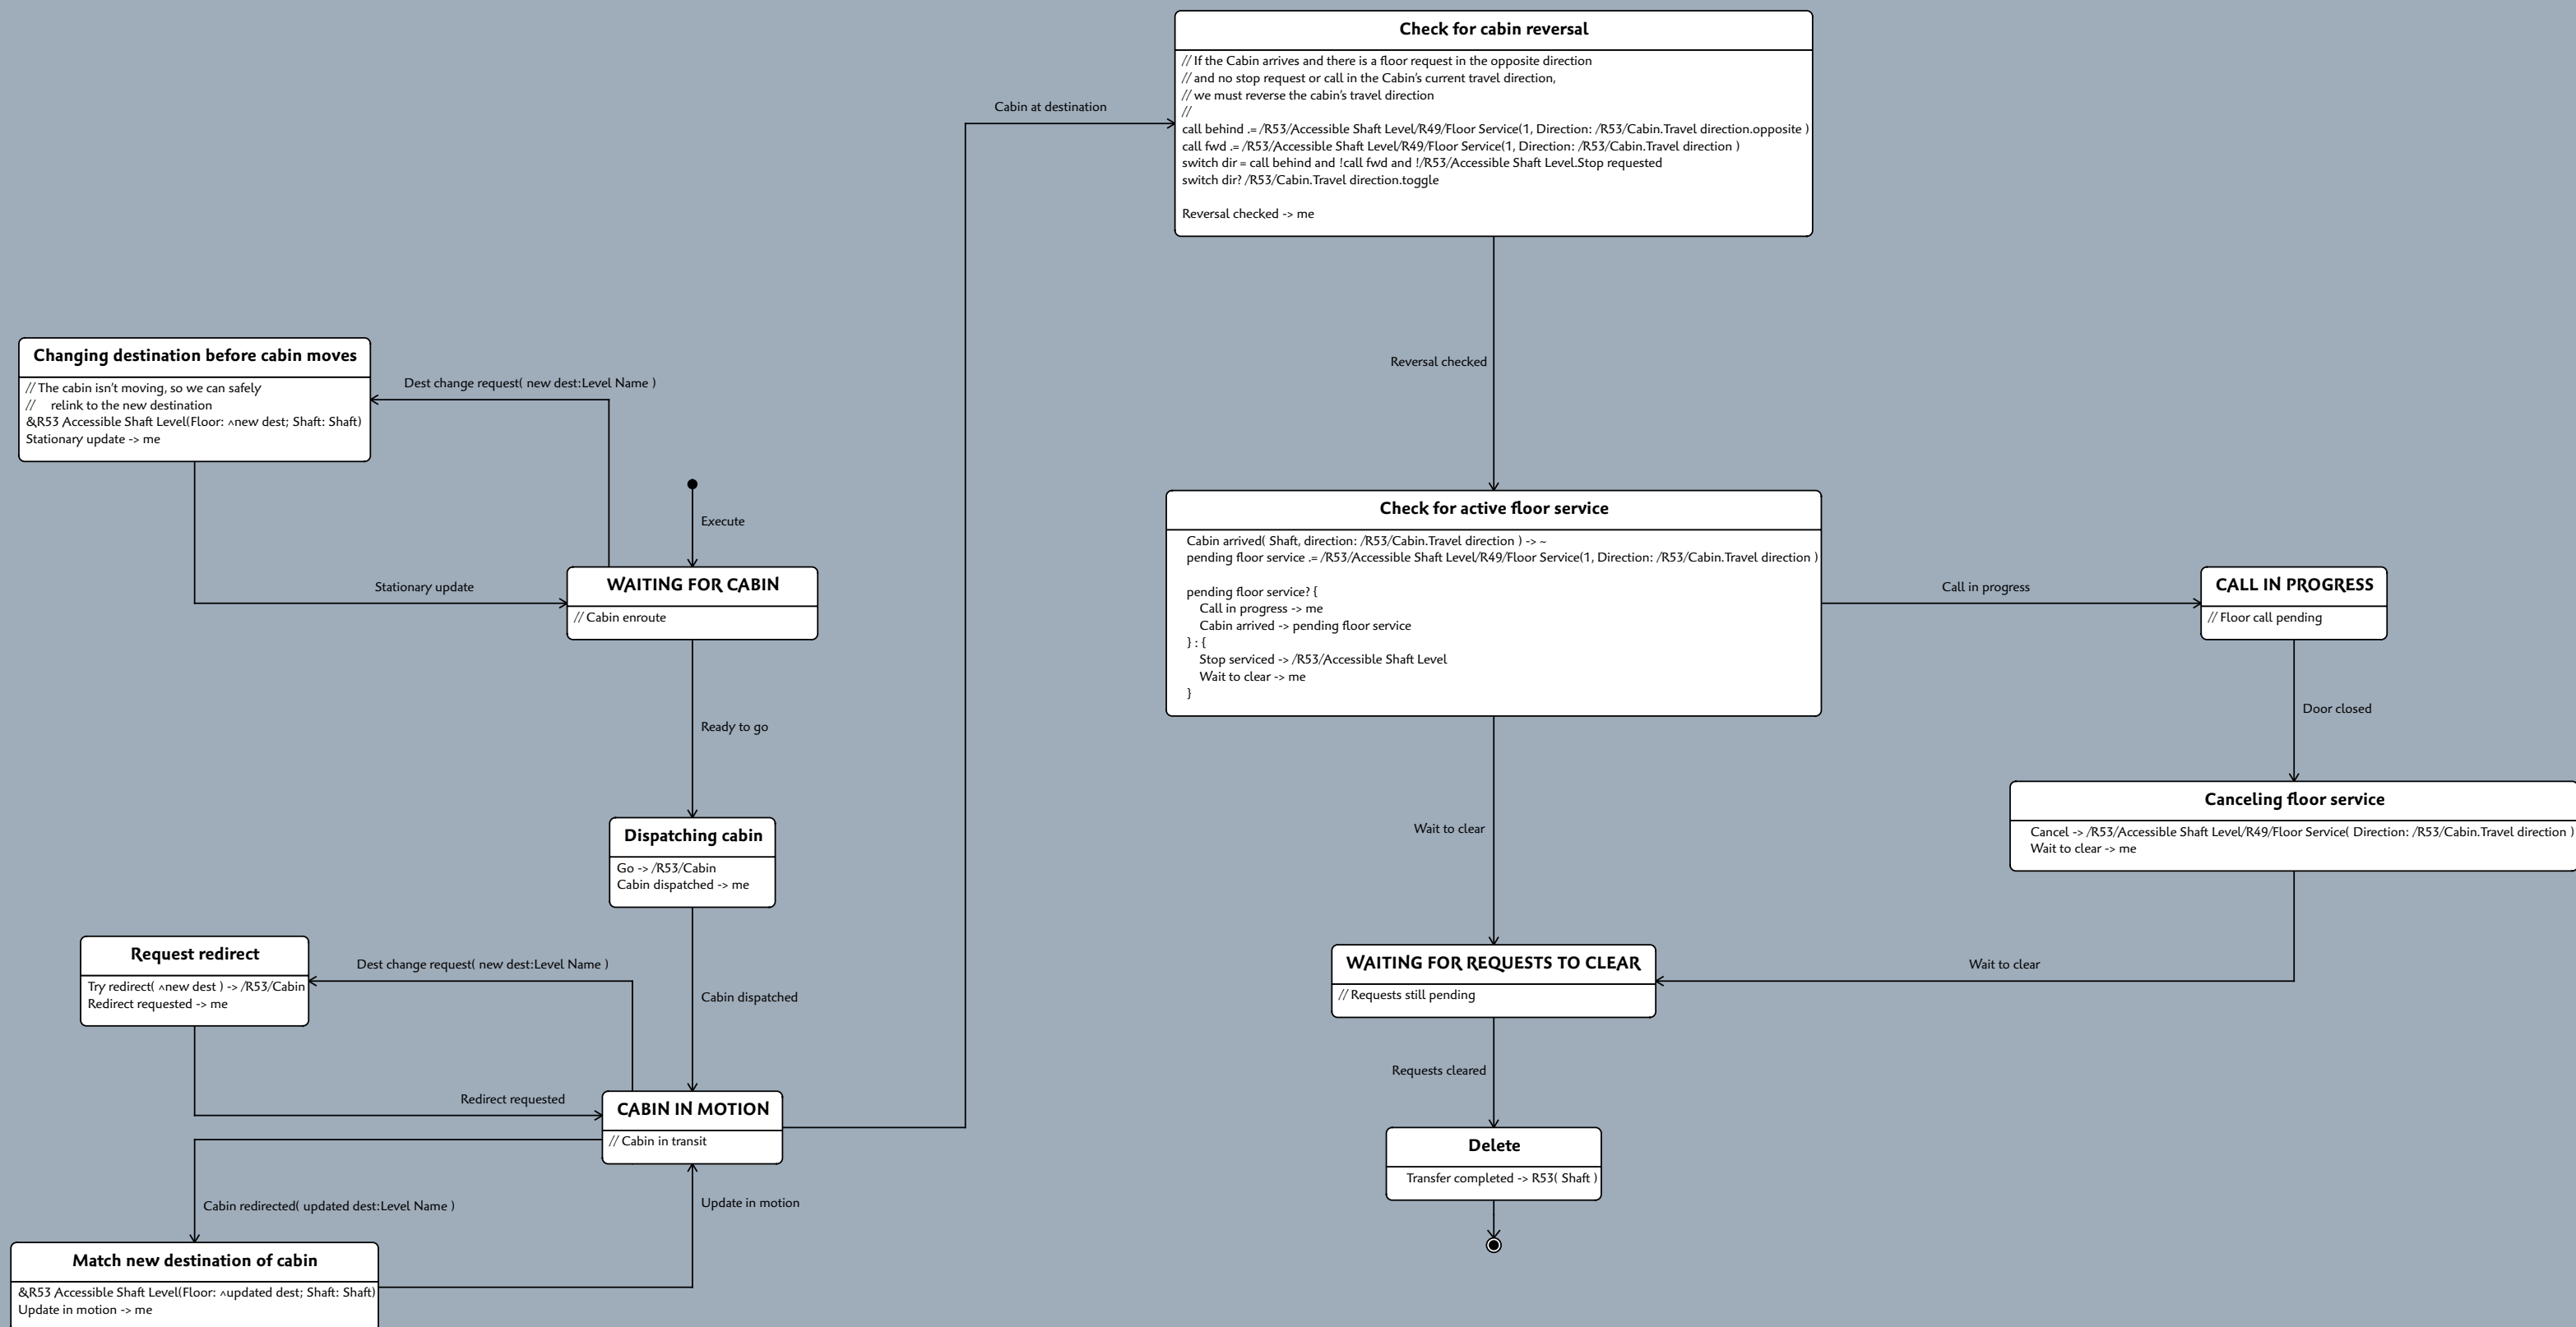 Check for cabin reversal
// If the Cabin arrives and there is a floor request in the opposite direction
// and no stop request or call in the Cabin's current travel direction,
// we must reverse the cabin's travel direction
//
call behind .= /R53/Accessible Shaft Level/R49/Floor Service(1, Direction: /R53/Cabin.Travel direction.opposite )
call fwd .= /R53/Accessible Shaft Level/R49/Floor Service(1, Direction: /R53/Cabin.Travel direction )
switch dir = call behind and !call fwd and !/R53/Accessible Shaft Level.Stop requested
switch dir? /R53/Cabin.Travel direction.toggle
Reversal checked -> me
Cabin at destination
Reversal checked
Changing destination before cabin moves
// The cabin isn't moving, so we can safely
// relink to the new destination
&R53 Accessible Shaft Level(Floor: ^new dest; Shaft: Shaft)
Stationary update -> me
Dest change request( new dest:Level Name )
Execute
Stationary update
WAITING FOR CABIN
// Cabin enroute
Ready to go
Check for active floor service
Cabin arrived( Shaft, direction: /R53/Cabin.Travel direction ) -> ~
pending floor service .= /R53/Accessible Shaft Level/R49/Floor Service(1, Direction: /R53/Cabin.Travel direction )
pending floor service? {
Call in progress -> me
Cabin arrived -> pending floor service
} : {
Stop serviced -> /R53/Accessible Shaft Level
Wait to clear -> me
}
Call in progress
CALL IN PROGRESS
// Floor call pending
Door closed
Canceling floor service
Cancel -> /R53/Accessible Shaft Level/R49/Floor Service( Direction: /R53/Cabin.Travel direction )
Wait to clear -> me
Wait to clear
Dispatching cabin
Go -> /R53/Cabin
Cabin dispatched -> me
Cabin dispatched
Request redirect
Try redirect( ^new dest ) -> /R53/Cabin
Redirect requested -> me
Dest change request( new dest:Level Name )
Redirect requested
WAITING FOR REQUESTS TO CLEAR
// Requests still pending
Wait to clear
Requests cleared
CABIN IN MOTION
// Cabin in transit
Cabin redirected( updated dest:Level Name )
Update in motion
Delete
Transfer completed -> R53( Shaft )
Match new destination of cabin
&R53 Accessible Shaft Level(Floor: ^updated dest; Shaft: Shaft)
Update in motion -> me